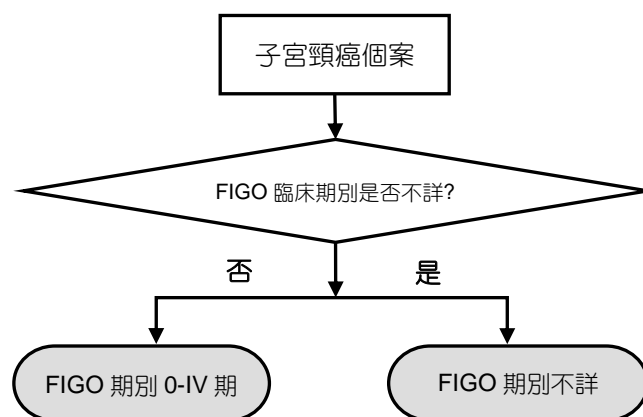 子宮頸癌個案
FIGO 臨床期別是否不詳?
否
是
FIGO 期別 0-IV 期
FIGO 期別不詳